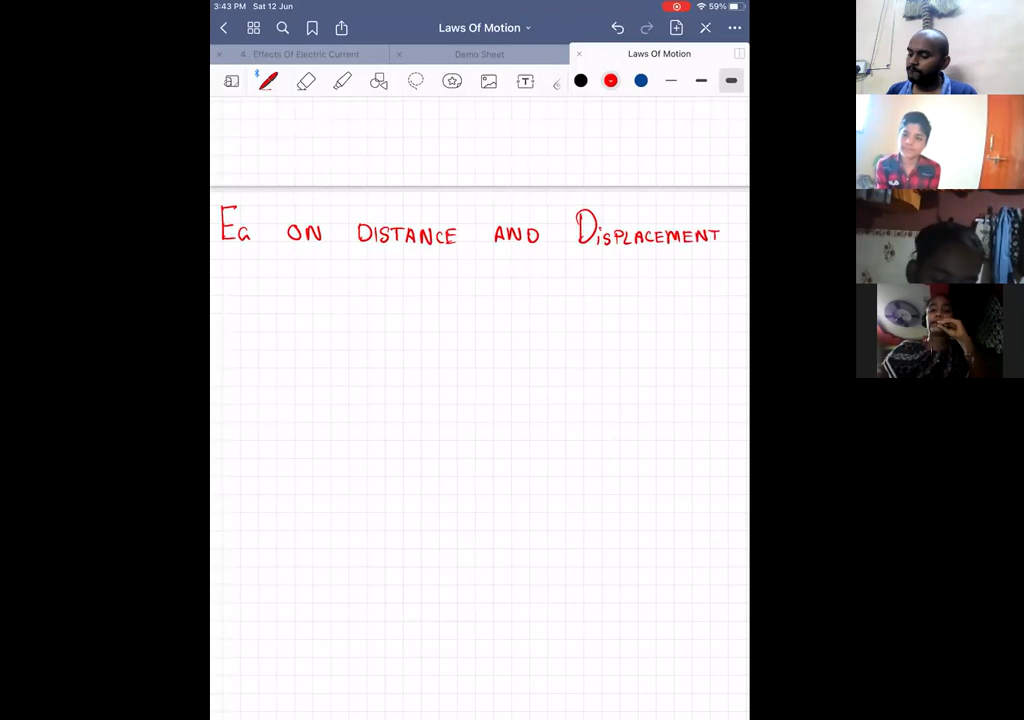 3:43 PM Sat 12 Jun 59%
Laws Of Motion
4. Effects Of Electric Current Demo Sheet Laws Of Motion
T
Eg ON DISTANCE AND DISPLACEMENT